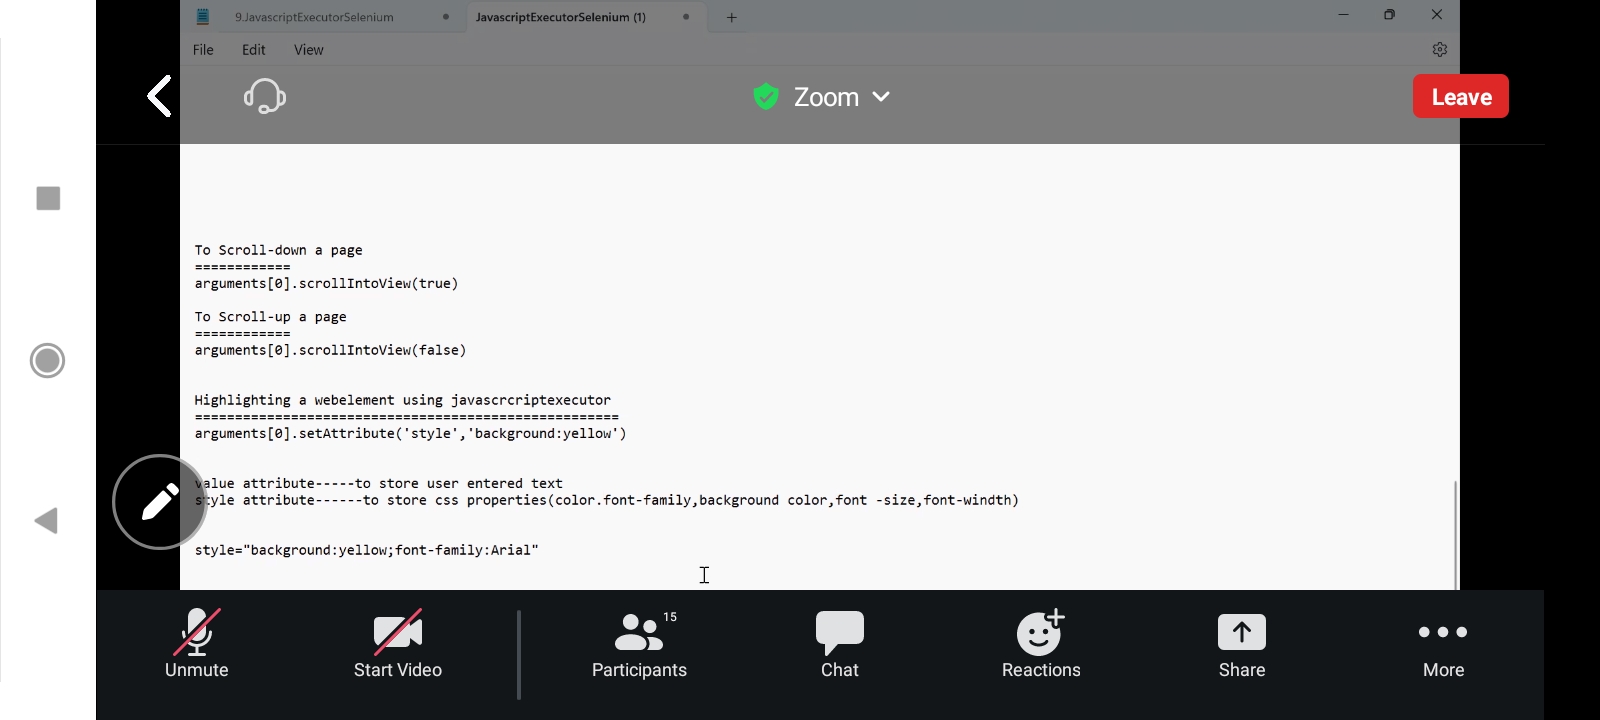 9.JavascriptExecutorSelenium
JavascriptExecutorSelenium (1)
File Edit View
Zoom
Leave
To Scroll-down a page
============
arguments[0].scrollIntoView(true)
To Scroll-up a page
============
arguments[0].scrollIntoView(false)
Highlighting a webelement using javascrcriptexecutor
=====================================================
arguments[0].setAttribute('style','background:yellow')
value attribute-----to store user entered text
style attribute------to store css properties(color.font-family,background color,font -size,font-windth)
style="background:yellow;font-family:Arial"
15
Unmute Start Video Participants Chat Reactions Share More